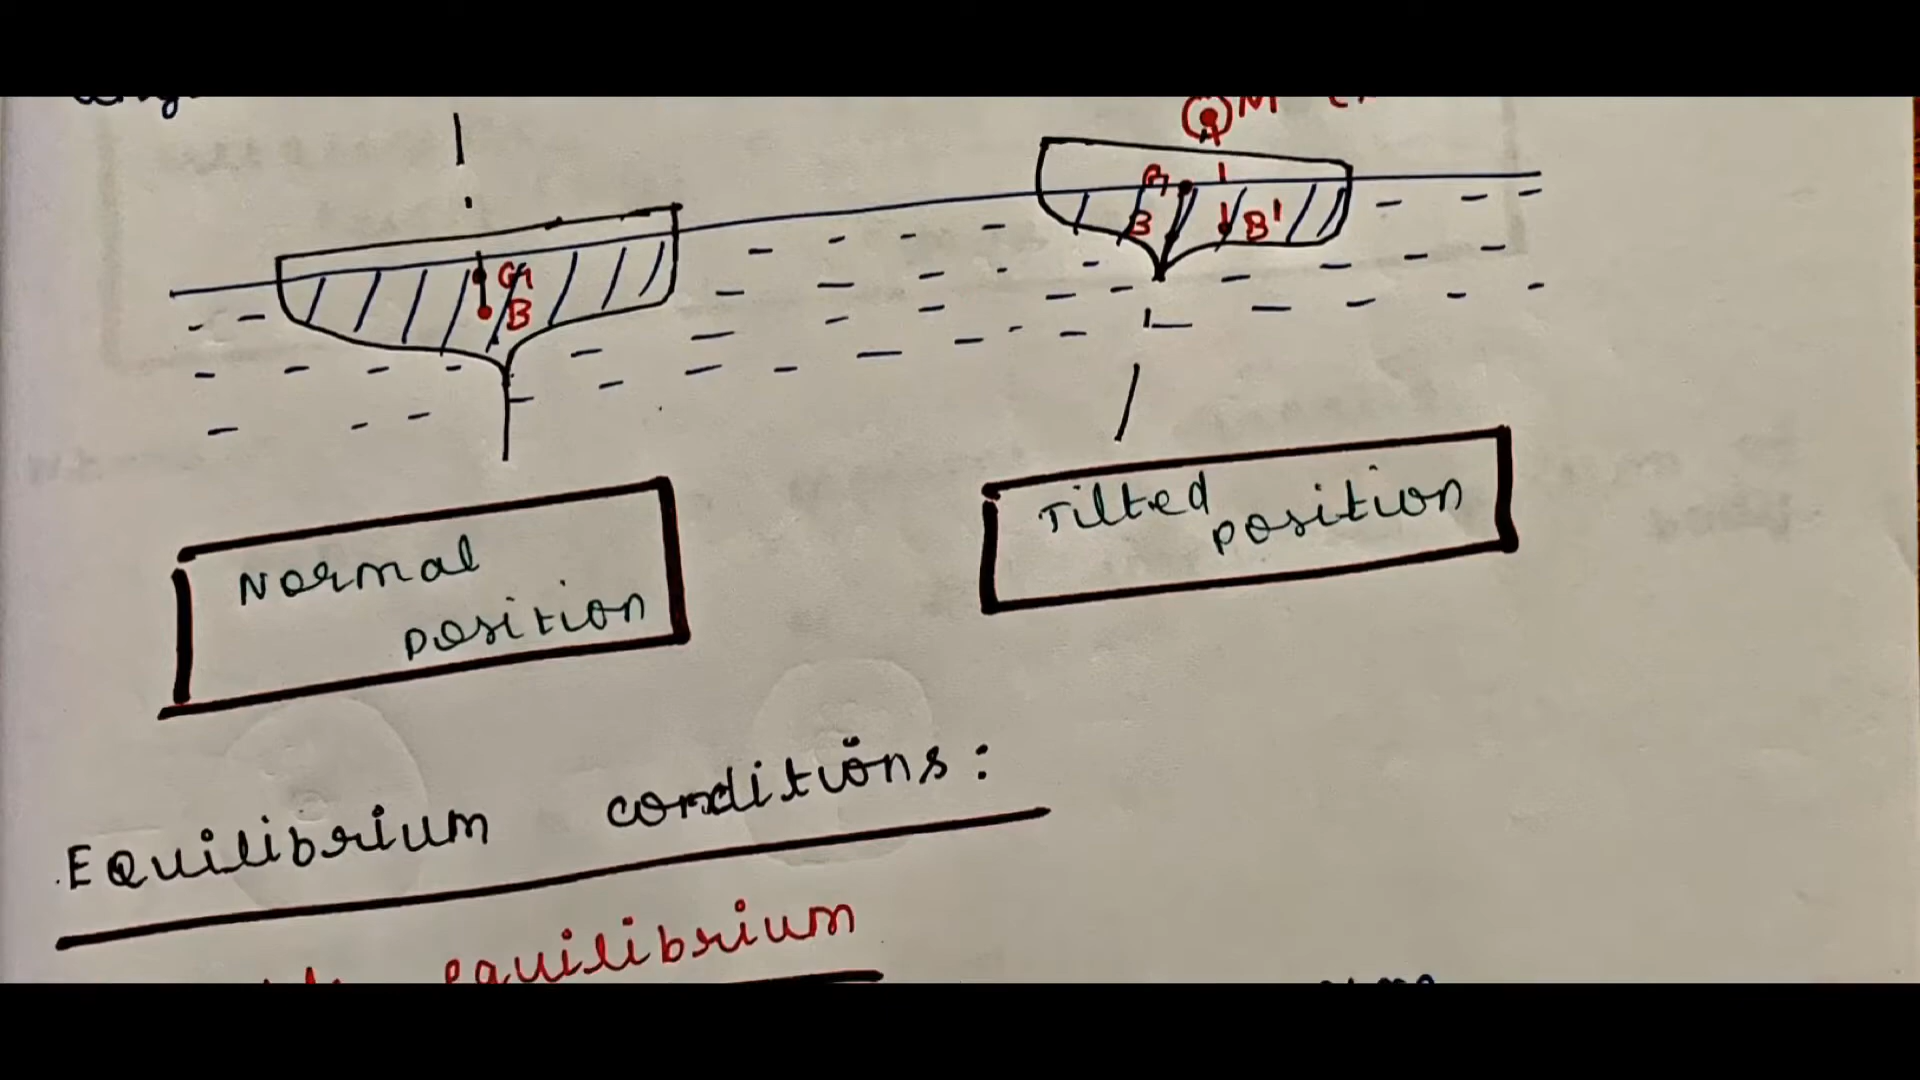 M
G
B
G
B
B'
Normal
position
Tilted
position
Equilibrium conditions:
equilibrium